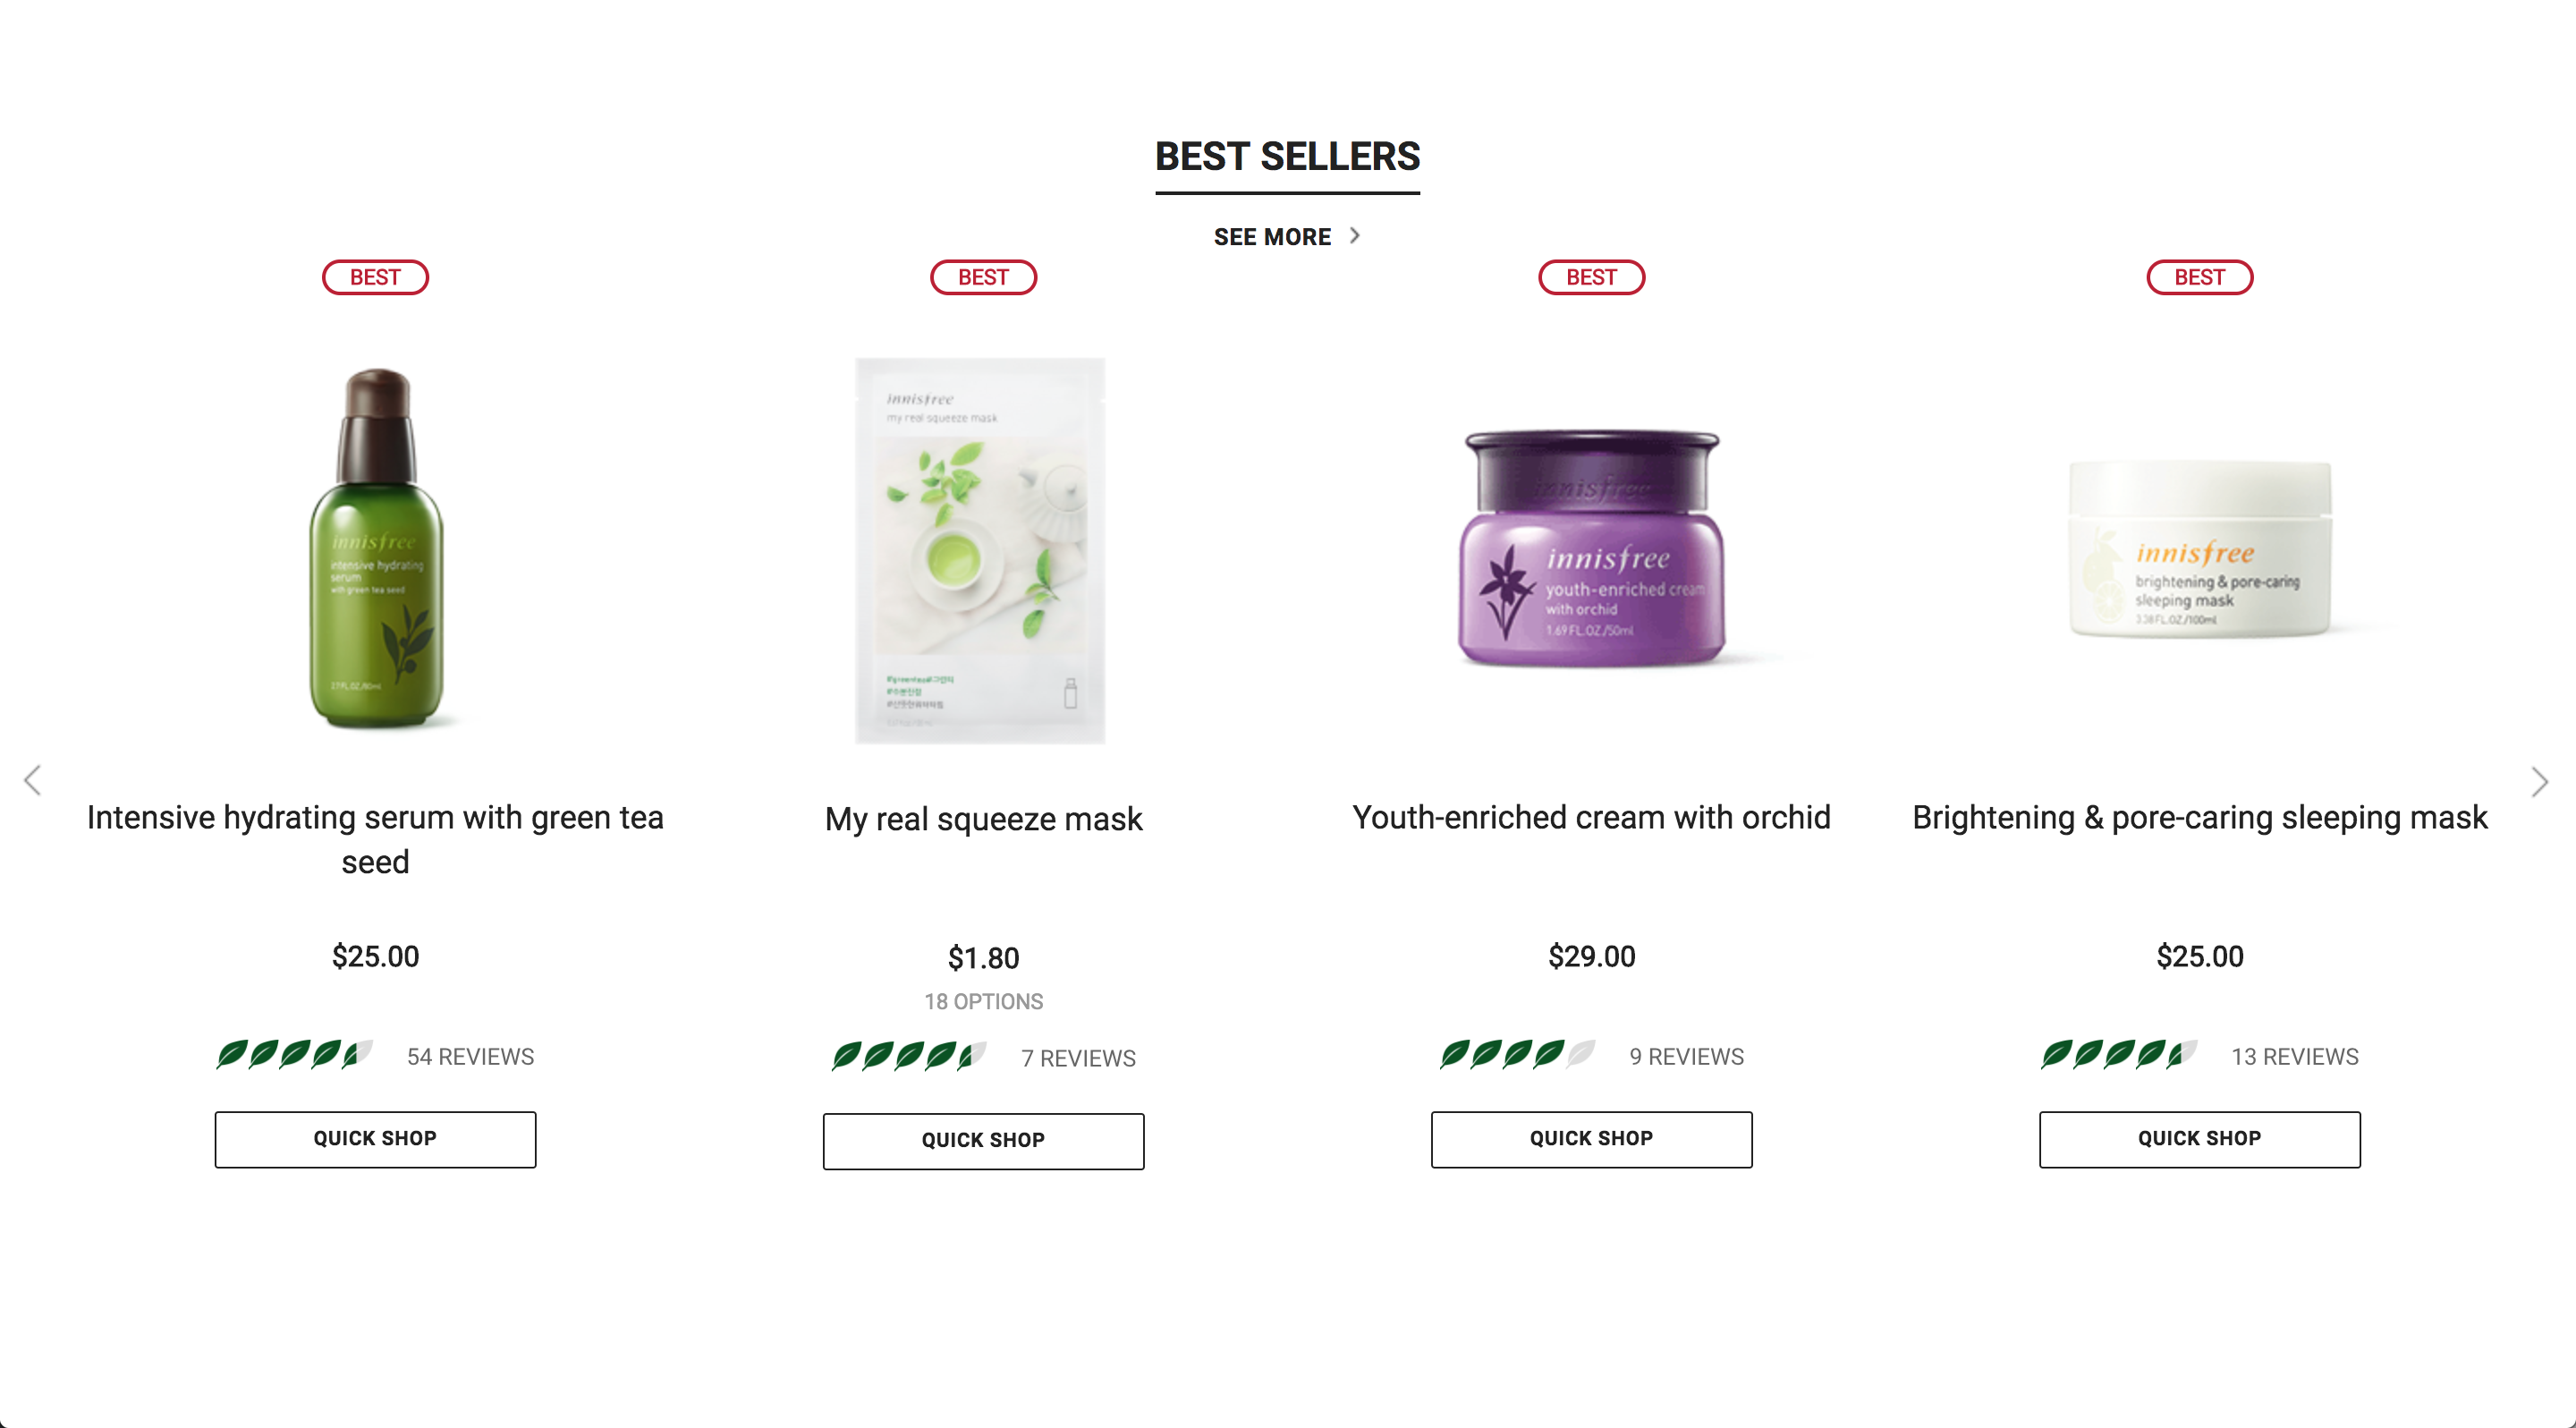 BEST SELLERS
SEE MORE
BEST
BEST
BEST
BEST
innisfree
intensive hydrating
serum
with green tea seed
2.7 FL.OZ./80ml
innisfree
my real squeeze mask
innisfree
innisfree
youth-enriched cream
with orchid
1.69 FL.OZ./50ml
innisfree
brightening & pore-caring
sleeping mask
3.38 FL.OZ./100ml
Intensive hydrating serum with green tea
seed
My real squeeze mask
Youth-enriched cream with orchid
Brightening & pore-caring sleeping mask
$25.00
$1.80
$29.00
$25.00
18 OPTIONS
54 REVIEWS
7 REVIEWS
9 REVIEWS
13 REVIEWS
QUICK SHOP
QUICK SHOP
QUICK SHOP
QUICK SHOP